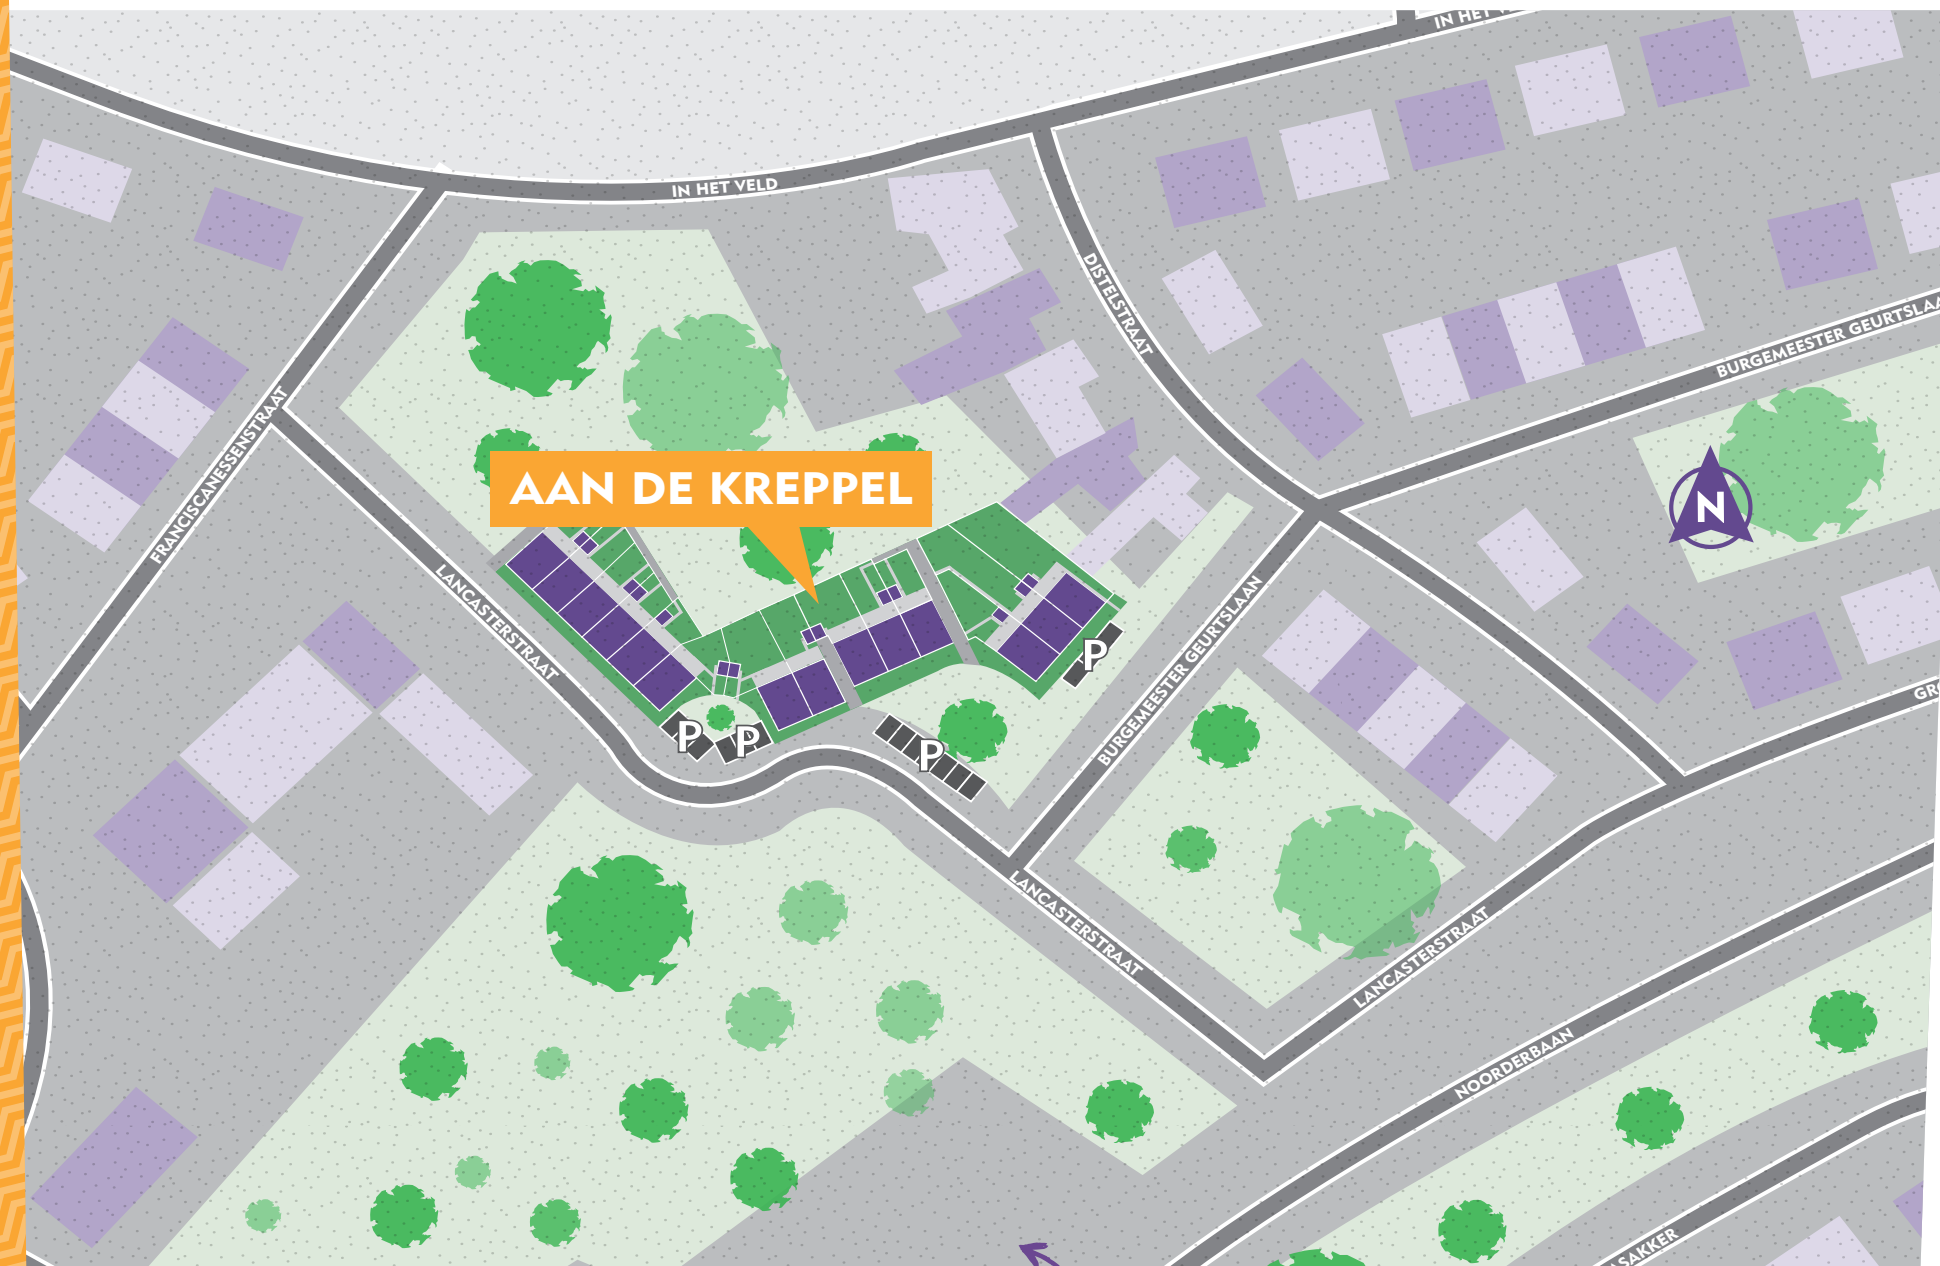 IN HET
IN HET VELD
DISTELSTRAAT
BURGEMEESTER GEURTSLAA
FRANCISCANESSENSTRAAT
AAN DE KREPPEL
N
LANCASTERSTRAAT
BURGEMEESTER GEURTSLAAN
P
P
P
P
LANCASTERSTRAAT
LANCASTERSTRAAT
NOORDERBAAN